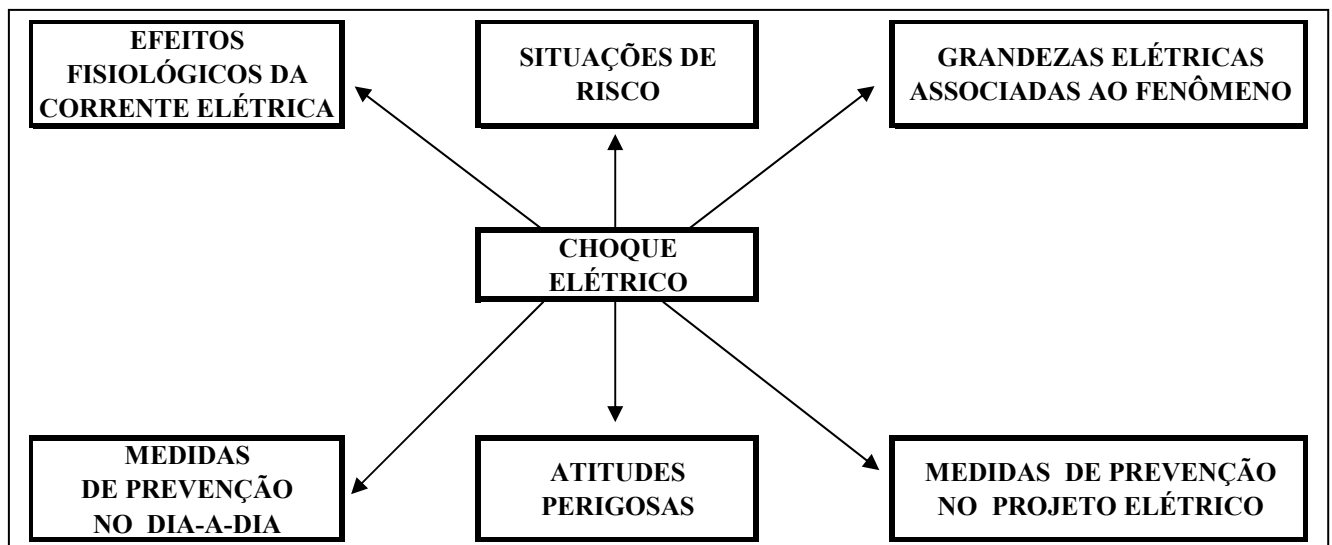 EFEITOS
FISIOLÓGICOS DA
CORRENTE ELÉTRICA
SITUAÇÕES DE
RISCO
GRANDEZAS ELÉTRICAS
ASSOCIADAS AO FENÔMENO
CHOQUE
ELÉTRICO
MEDIDAS
DE PREVENÇÃO
NO DIA-A-DIA
ATITUDES
PERIGOSAS
MEDIDAS DE PREVENÇÃO
NO PROJETO ELÉTRICO